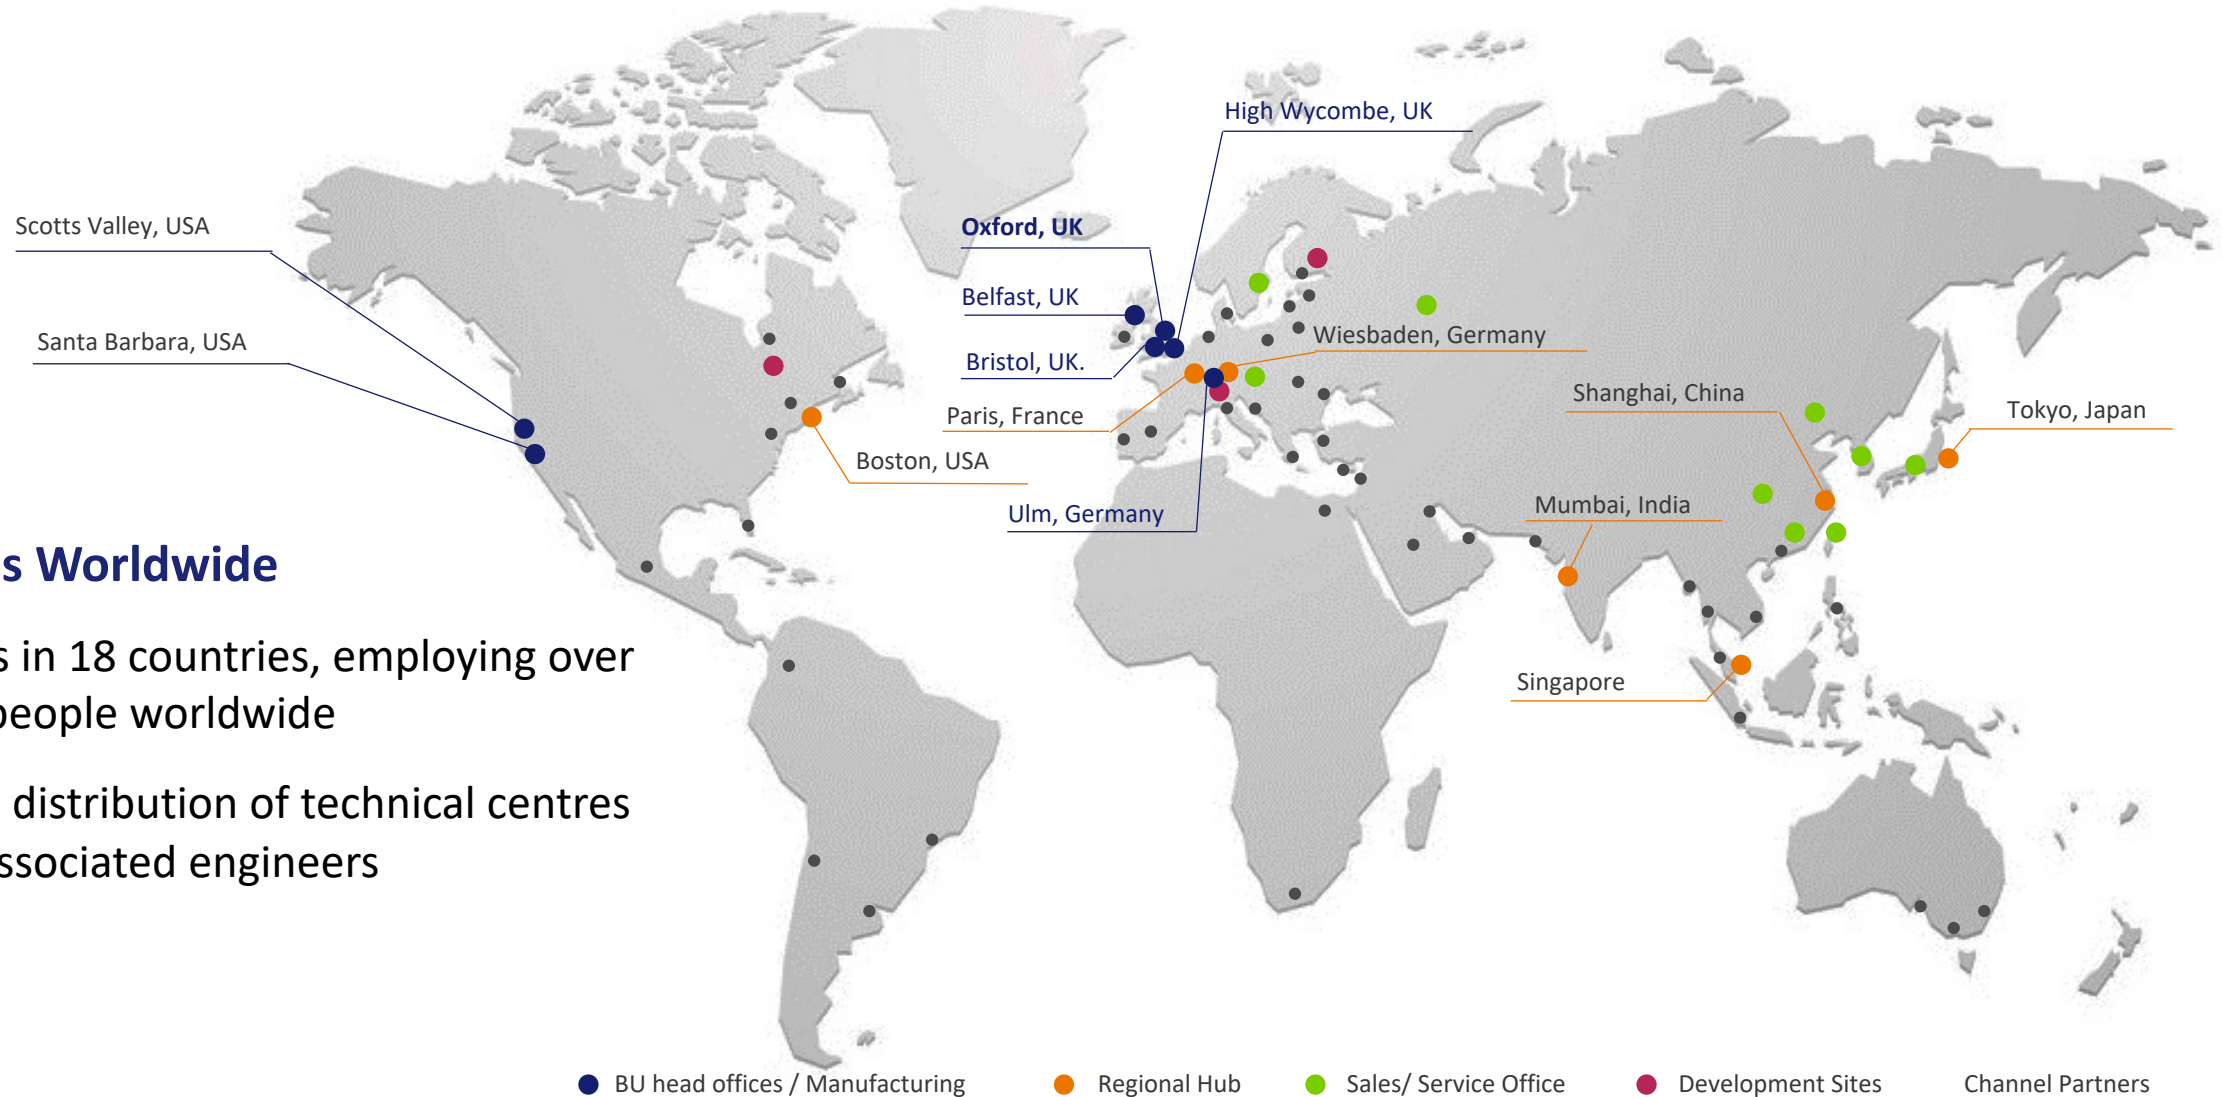 High Wycombe, UK
Scotts Valley, USA
Oxford, UK
Belfast, UK
Santa Barbara, USA
Wiesbaden, Germany
Bristol, UK.
Shanghai, China
Paris, France
Tokyo, Japan
Boston, USA
Mumbai, India
Ulm, Germany
s Worldwide
s in 18 countries, employing over
people worldwide
Singapore
distribution of technical centres
ssociated engineers
BU head offices / Manufacturing
Regional Hub
Sales/ Service Office
Development Sites
Channel Partners